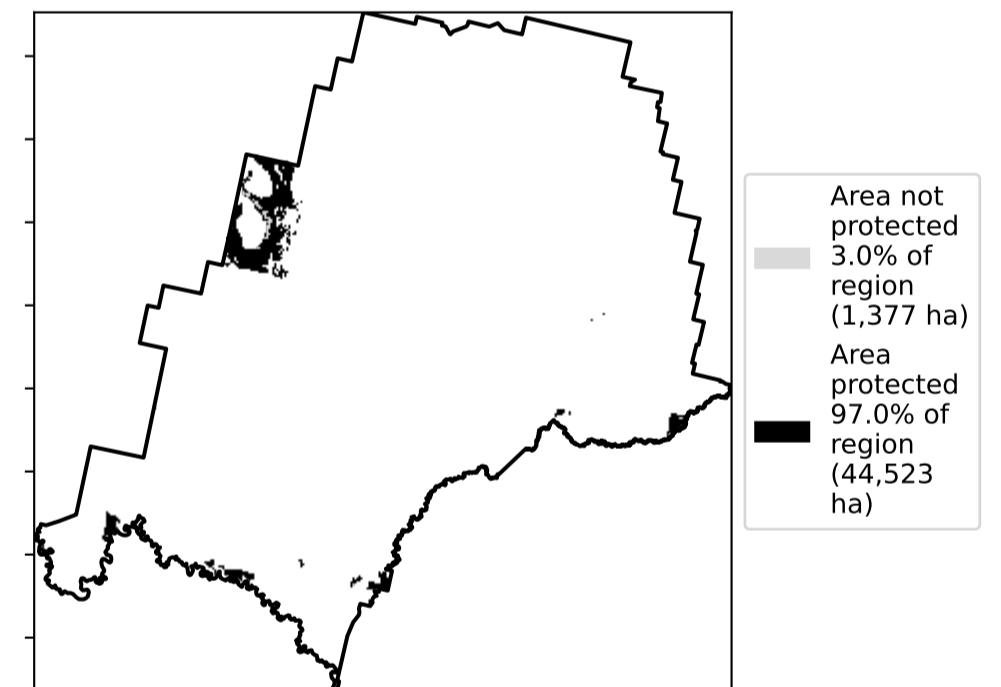 Area not
protected
3.0% of
region
(1,377 ha)
Area
protected
97.0% of
region
(44,523
ha)